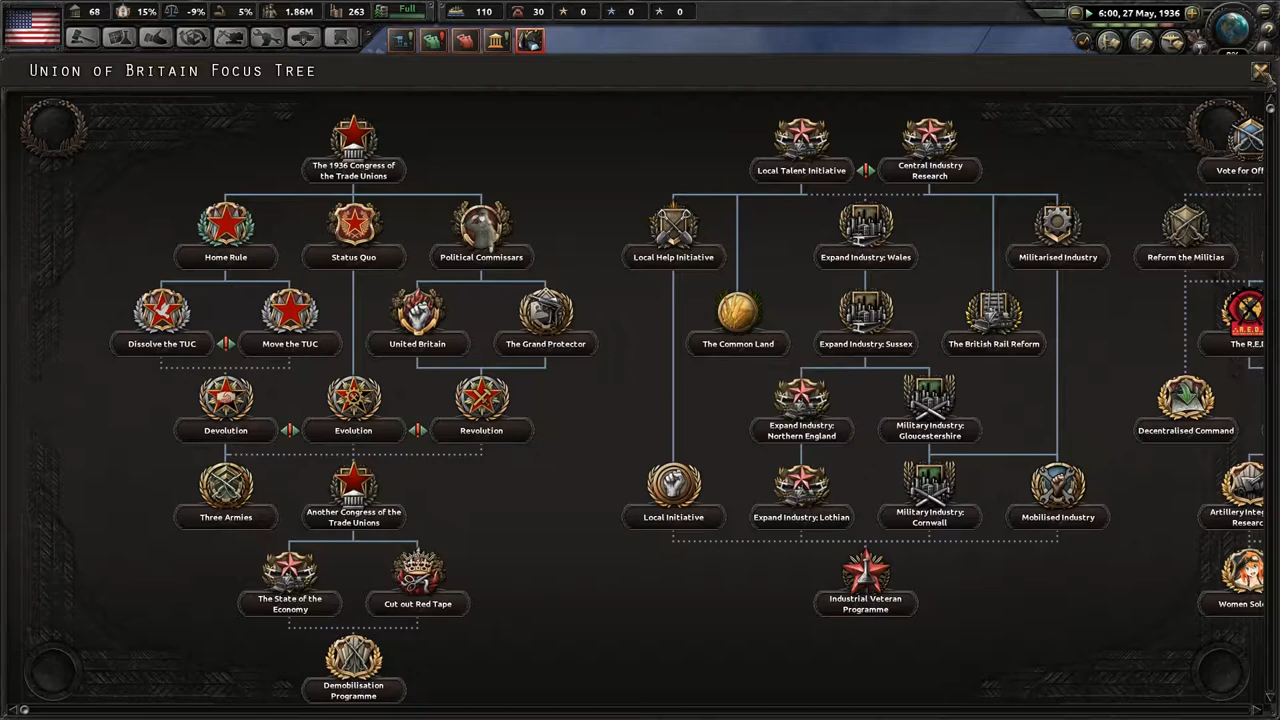 68 15% -9% 5% 1.86M 263 Full 110 30 0 0 0 6:00, 27 May, 1936
Union of Britain Focus Tree
The 1936 Congress of
the Trade Unions
Local Talent Initiative
Central Industry
Research
Vote for Off
Home Rule
Status Quo
Political Commissars
Local Help Initiative
Expand Industry: Wales
Militarised Industry
Reform the Militias
Dissolve the TUC
Move the TUC
United Britain
The Grand Protector
The Common Land
Expand Industry: Sussex
The British Rail Reform
R.E.D.
The R.E.
Devolution
Evolution
Revolution
Expand Industry:
Northern England
Military Industry:
Gloucestershire
Decentralised Command
Three Armies
Another Congress of the
Trade Unions
Local Initiative
Expand Industry: Lothian
Military Industry:
Cornwall
Mobilised Industry
Artillery Integ
Resear
The State of the
Economy
Cut out Red Tape
Industrial Veteran
Programme
Women Sol
Demobilisation
Programme